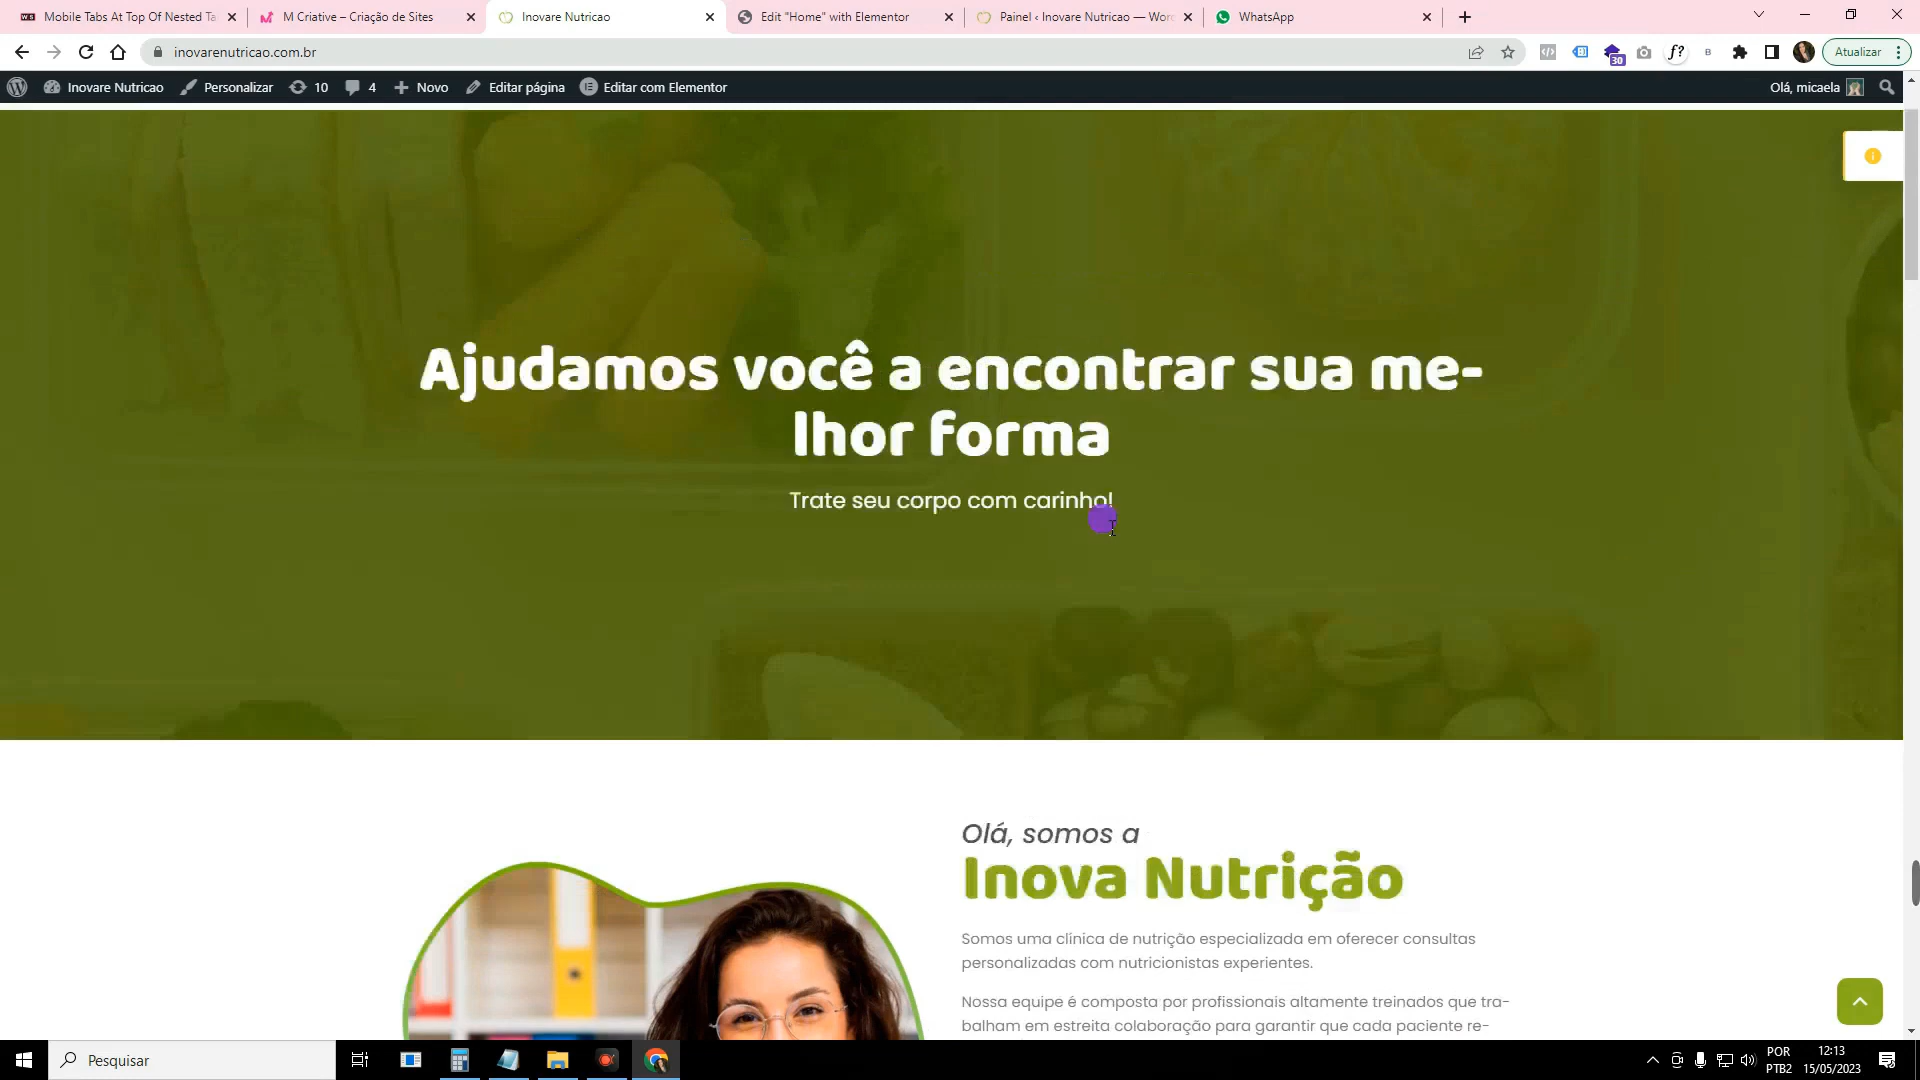 Mobile Tabs At Top Of Nested Ta
M Criative – Criação de Sites
Inovare Nutricao
Edit "Home" with Elementor
Painel ‹ Inovare Nutricao — Word
WhatsApp
inovarenutricao.com.br
30
f?
B
Atualizar
Inovare Nutricao
Personalizar
10
4
Novo
Editar página
Editar com Elementor
Olá, micaela
Ajudamos você a encontrar sua me-
lhor forma
Trate seu corpo com carinho!
Olá, somos a
Inova Nutrição
Somos uma clínica de nutrição especializada em oferecer consultas
personalizadas com nutricionistas experientes.
Nossa equipe é composta por profissionais altamente treinados que tra-
balham em estreita colaboração para garantir que cada paciente re-
Pesquisar
POR
PTB2
12:13
15/05/2023